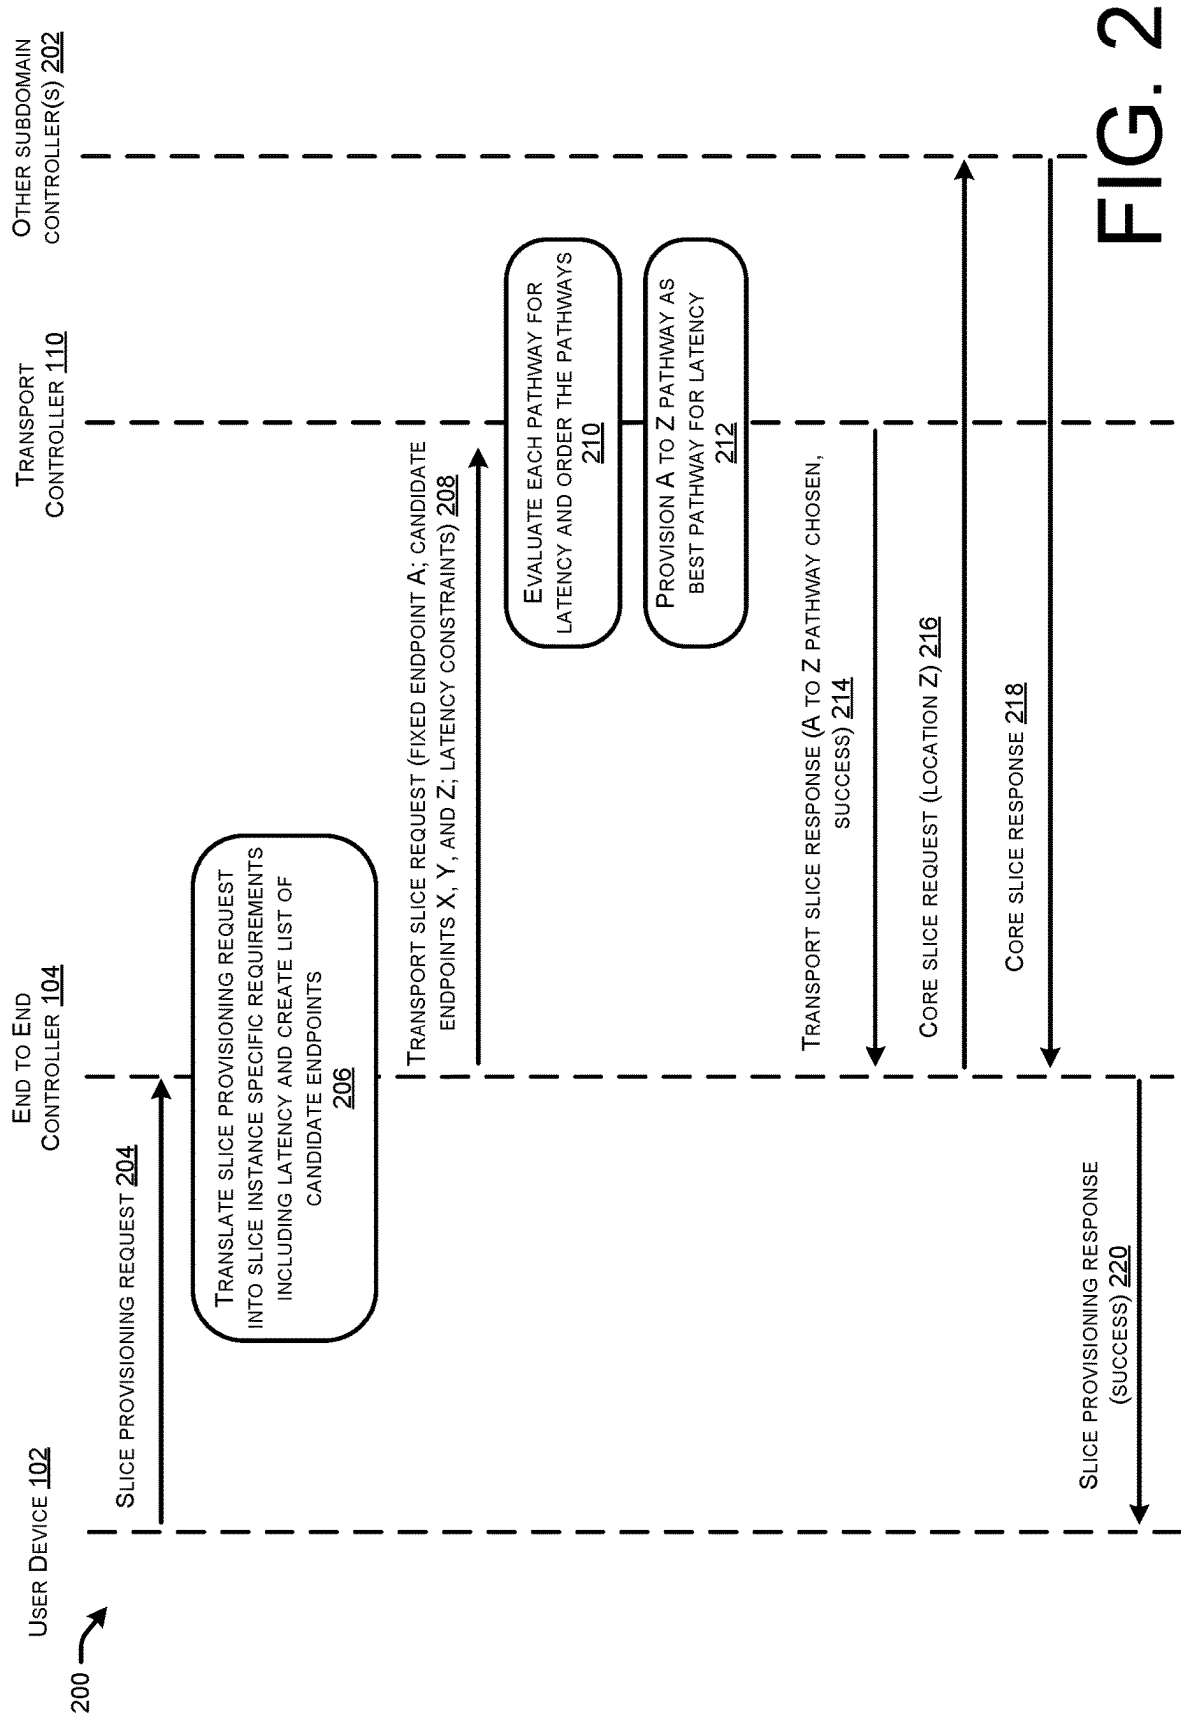 200
USER DEVICE 102
END TO END
CONTROLLER 104
TRANSPORT
CONTROLLER 110
OTHER SUBDOMAIN
CONTROLLER(S) 202
SLICE PROVISIONING REQUEST 204
TRANSLATE SLICE PROVISIONING REQUEST
INTO SLICE INSTANCE SPECIFIC REQUIREMENTS
INCLUDING LATENCY AND CREATE LIST OF
CANDIDATE ENDPOINTS
206
TRANSPORT SLICE REQUEST (FIXED ENDPOINT A; CANDIDATE
ENDPOINTS X, Y, AND Z; LATENCY CONSTRAINTS) 208
EVALUATE EACH PATHWAY FOR
LATENCY AND ORDER THE PATHWAYS
210
PROVISION A TO Z PATHWAY AS
BEST PATHWAY FOR LATENCY
212
TRANSPORT SLICE RESPONSE (A TO Z PATHWAY CHOSEN,
SUCCESS) 214
CORE SLICE REQUEST (LOCATION Z) 216
CORE SLICE RESPONSE 218
SLICE PROVISIONING RESPONSE
(SUCCESS) 220
FIG. 2